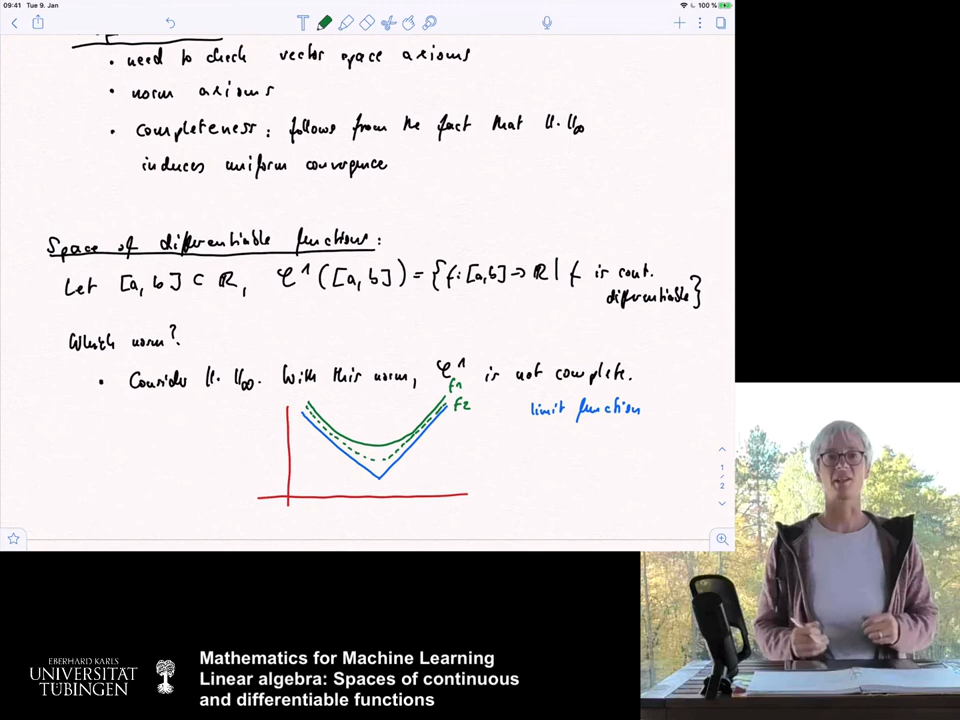 09:41 Tue 9. Jan
100 %
• need to check vector space axioms
• norm axioms
• completeness: follows from the fact that ||·||∞
induces uniform convergence
Space of differentiable functions:
Let [a, b] ⊂ ℝ, 𝒞¹([a, b]) = {f: [a,b] → ℝ | f is cont.
differentiable}
Which norm?
• Consider ||·||∞. With this norm, 𝒞¹ is not complete.
f1
f2
limit function
1
/
2
EBERHARD KARLS
UNIVERSITÄT
TÜBINGEN
Mathematics for Machine Learning
Linear algebra: Spaces of continuous
and differentiable functions